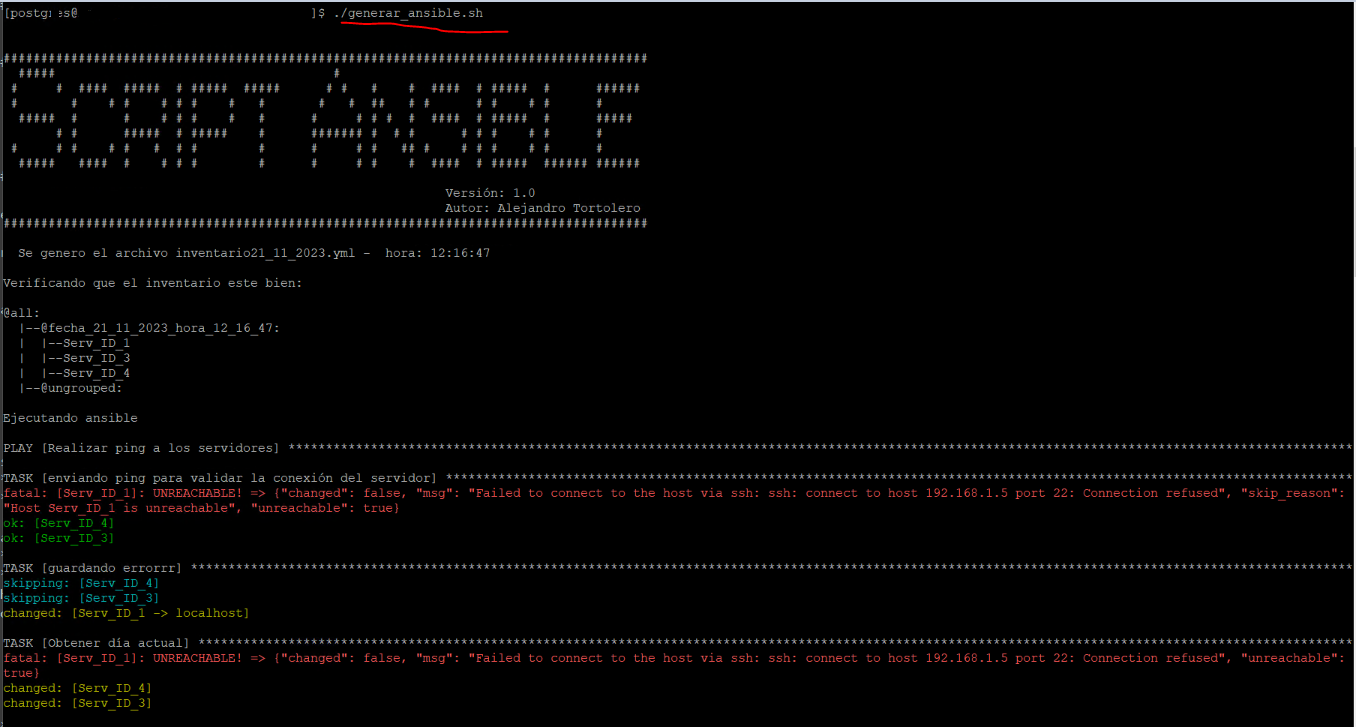 [postgres@ ]$ ./generar_ansible.sh
################################################################################
SCRIPT ANSIBLE
Versión: 1.0
Autor: Alejandro Tortolero
################################################################################
Se genero el archivo inventario21_11_2023.yml - hora: 12:16:47
Verificando que el inventario este bien:
@all:
|--@fecha_21_11_2023_hora_12_16_47:
| |--Serv_ID_1
| |--Serv_ID_3
| |--Serv_ID_4
|--@ungrouped:
Ejecutando ansible
PLAY [Realizar ping a los servidores] **********************************************************************************************************************************************
TASK [enviando ping para validar la conexión del servidor] *************************************************************************************************************************
fatal: [Serv_ID_1]: UNREACHABLE! => {"changed": false, "msg": "Failed to connect to the host via ssh: ssh: connect to host 192.168.1.5 port 22: Connection refused", "skip_reason":
"Host Serv_ID_1 is unreachable", "unreachable": true}
ok: [Serv_ID_4]
ok: [Serv_ID_3]
TASK [guardando errorrr] ***********************************************************************************************************************************************************
skipping: [Serv_ID_4]
skipping: [Serv_ID_3]
changed: [Serv_ID_1 -> localhost]
TASK [Obtener día actual] **********************************************************************************************************************************************************
fatal: [Serv_ID_1]: UNREACHABLE! => {"changed": false, "msg": "Failed to connect to the host via ssh: ssh: connect to host 192.168.1.5 port 22: Connection refused", "unreachable":
true}
changed: [Serv_ID_4]
changed: [Serv_ID_3]